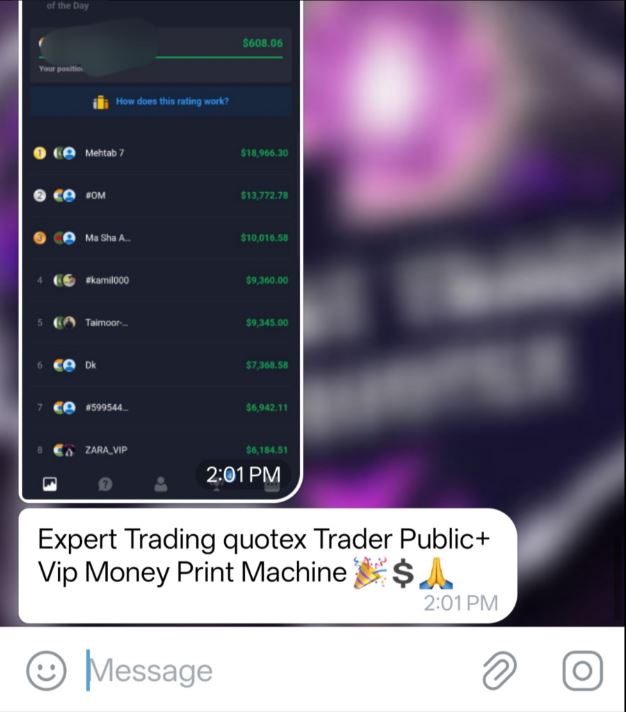 of the Day
$608.06
Your position
How does this rating work?
1 Mehtab 7 $18,966.30
2 #OM $13,772.78
3 Ma Sha A... $10,016.58
4 #kamil000 $9,360.00
5 Taimoor-... $9,345.00
6 Dk $7,368.58
7 #599544... $6,942.11
8 ZARA_VIP $6,184.51
2:01 PM
Expert Trading quotex Trader Public+
Vip Money Print Machine 🎉💲🙏
2:01 PM
Message